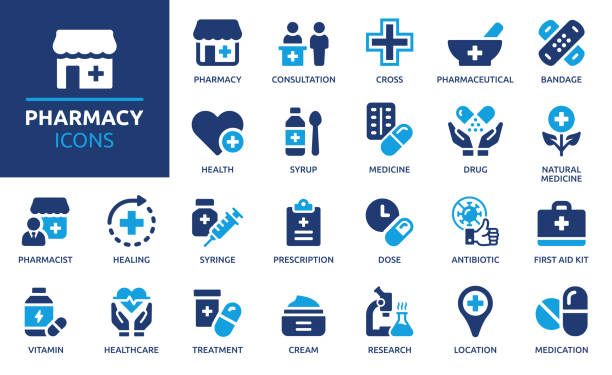 PHARMACY
ICONS
PHARMACY
CONSULTATION
CROSS
PHARMACEUTICAL
BANDAGE
HEALTH
SYRUP
MEDICINE
DRUG
NATURAL
MEDICINE
PHARMACIST
HEALING
SYRINGE
PRESCRIPTION
DOSE
ANTIBIOTIC
FIRST AID KIT
VITAMIN
HEALTHCARE
TREATMENT
CREAM
RESEARCH
LOCATION
MEDICATION